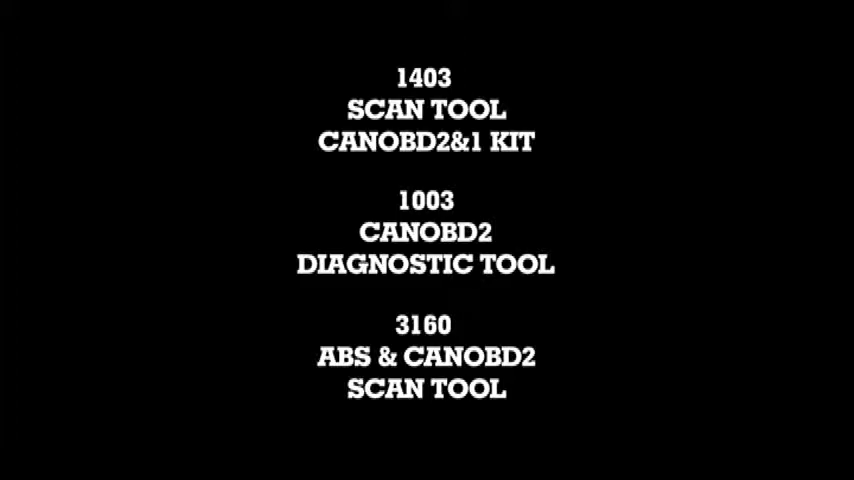 1403
SCAN TOOL
CANOBD2&1 KIT
1003
CANOBD2
DIAGNOSTIC TOOL
3160
ABS & CANOBD2
SCAN TOOL